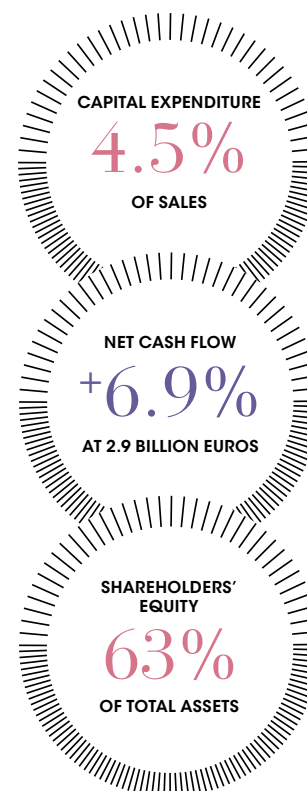 CAPITAL EXPENDITURE
4.5%
OF SALES
NET CASH FLOW
+6.9%
AT 2.9 BILLION EUROS
SHAREHOLDERS’
EQUITY
63%
OF TOTAL ASSETS